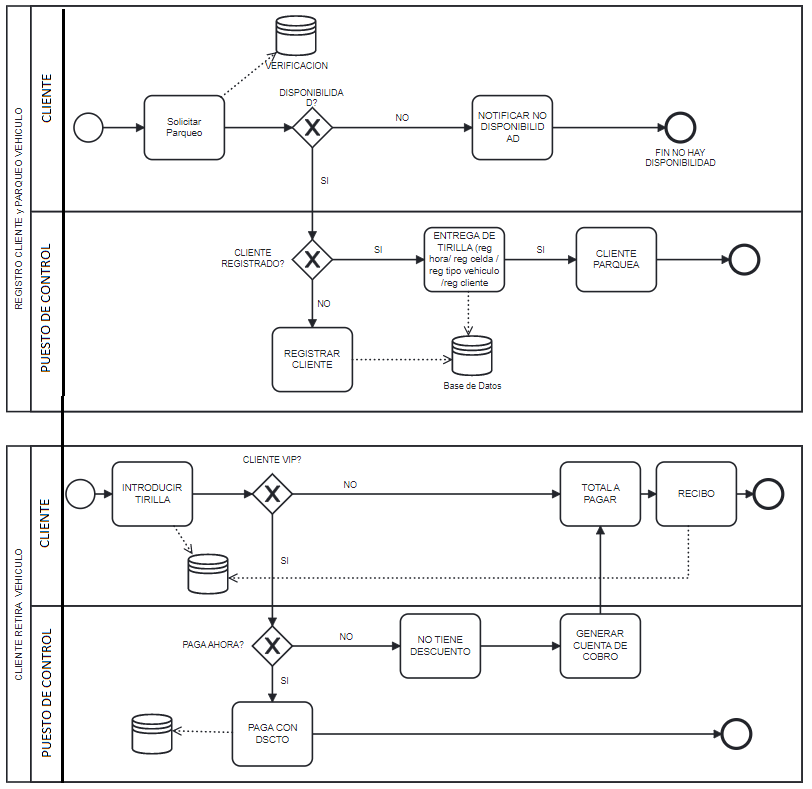 REGISTRO CLIENTE y PARQUEO VEHICULO
CLIENTE
VERIFICACION
Solicitar
Parqueo
DISPONIBILIDA
D?
NO
NOTIFICAR NO
DISPONIBILID
AD
FIN NO HAY
DISPONIBILIDAD
SI
PUESTO DE CONTROL
CLIENTE
REGISTRADO?
SI
ENTREGA DE
TIRILLA (reg
hora/ reg celda /
reg tipo vehiculo
/reg cliente
SI
CLIENTE
PARQUEA
NO
REGISTRAR
CLIENTE
Base de Datos
CLIENTE RETIRA VEHICULO
CLIENTE
INTRODUCIR
TIRILLA
CLIENTE VIP?
NO
TOTAL A
PAGAR
RECIBO
SI
PUESTO DE CONTROL
PAGA AHORA?
NO
NO TIENE
DESCUENTO
GENERAR
CUENTA DE
COBRO
SI
PAGA CON
DSCTO